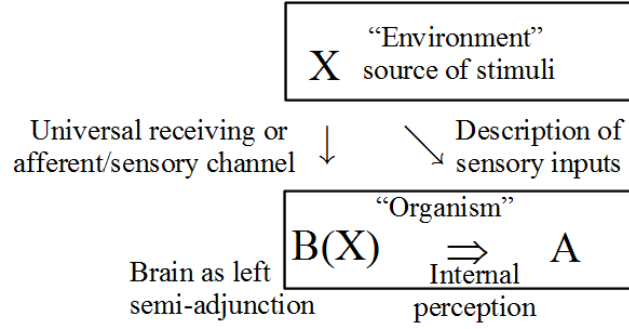 “Environment”
X source of stimuli
Universal receiving or
afferent/sensory channel
↓
↘
Description of
sensory inputs
“Organism”
B(X) ⇒ A
Brain as left
semi-adjunction
Internal
perception